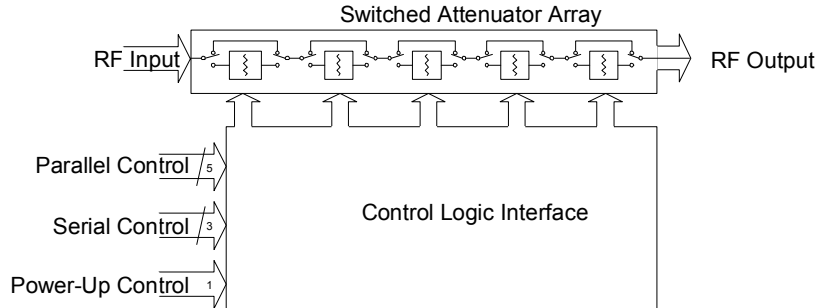 Switched Attenuator Array
RF Input
RF Output
Parallel Control 5
Serial Control 3
Control Logic Interface
Power-Up Control 1